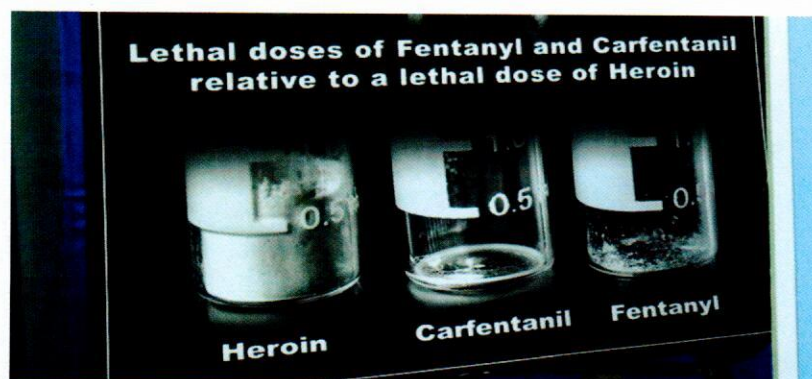 Lethal doses of Fentanyl and Carfentanil
relative to a lethal dose of Heroin
0.5
0.5
Heroin
Carfentanil
Fentanyl